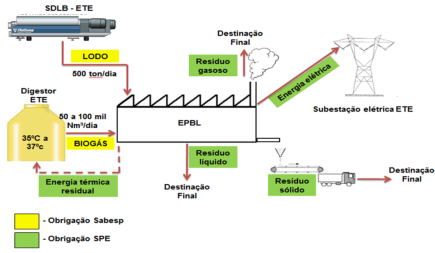 SDLB - ETE
LODO
500 ton/dia
Destinação
Final
Resíduo
gasoso
Energia elétrica
Subestação elétrica ETE
Digestor
ETE
50 a 100 mil
Nm³/dia
35ºC a
37ºc
BIOGÁS
EPBL
Energia térmica
residual
Resíduo
líquido
Destinação
Final
Resíduo
sólido
Destinação
Final
- Obrigação Sabesp
- Obrigação SPE